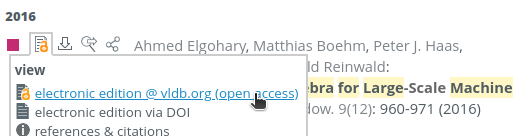 2016
Ahmed Elgohary, Matthias Boehm, Peter J. Haas,
ld Reinwald:
view
electronic edition @ vldb.org (open access)
bra for Large-Scale Machine
electronic edition via DOI
dow. 9(12): 960-971 (2016)
references & citations